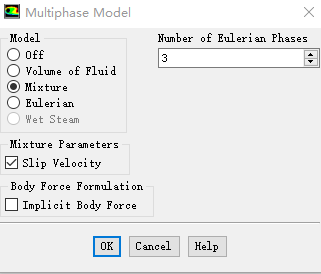 Multiphase Model
Model
Off
Volume of Fluid
Mixture
Eulerian
Wet Steam
Number of Eulerian Phases
3
Mixture Parameters
Slip Velocity
Body Force Formulation
Implicit Body Force
OK Cancel Help